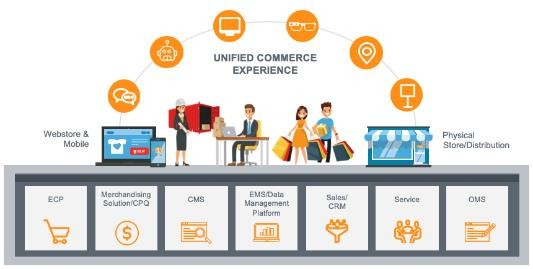 UNIFIED COMMERCE
EXPERIENCE
Webstore &
Mobile
Physical
Store/Distribution
ECP
Merchandising
Solution/CPQ
CMS
EMS/Data
Management
Platform
Sales/
CRM
Service
OMS
$